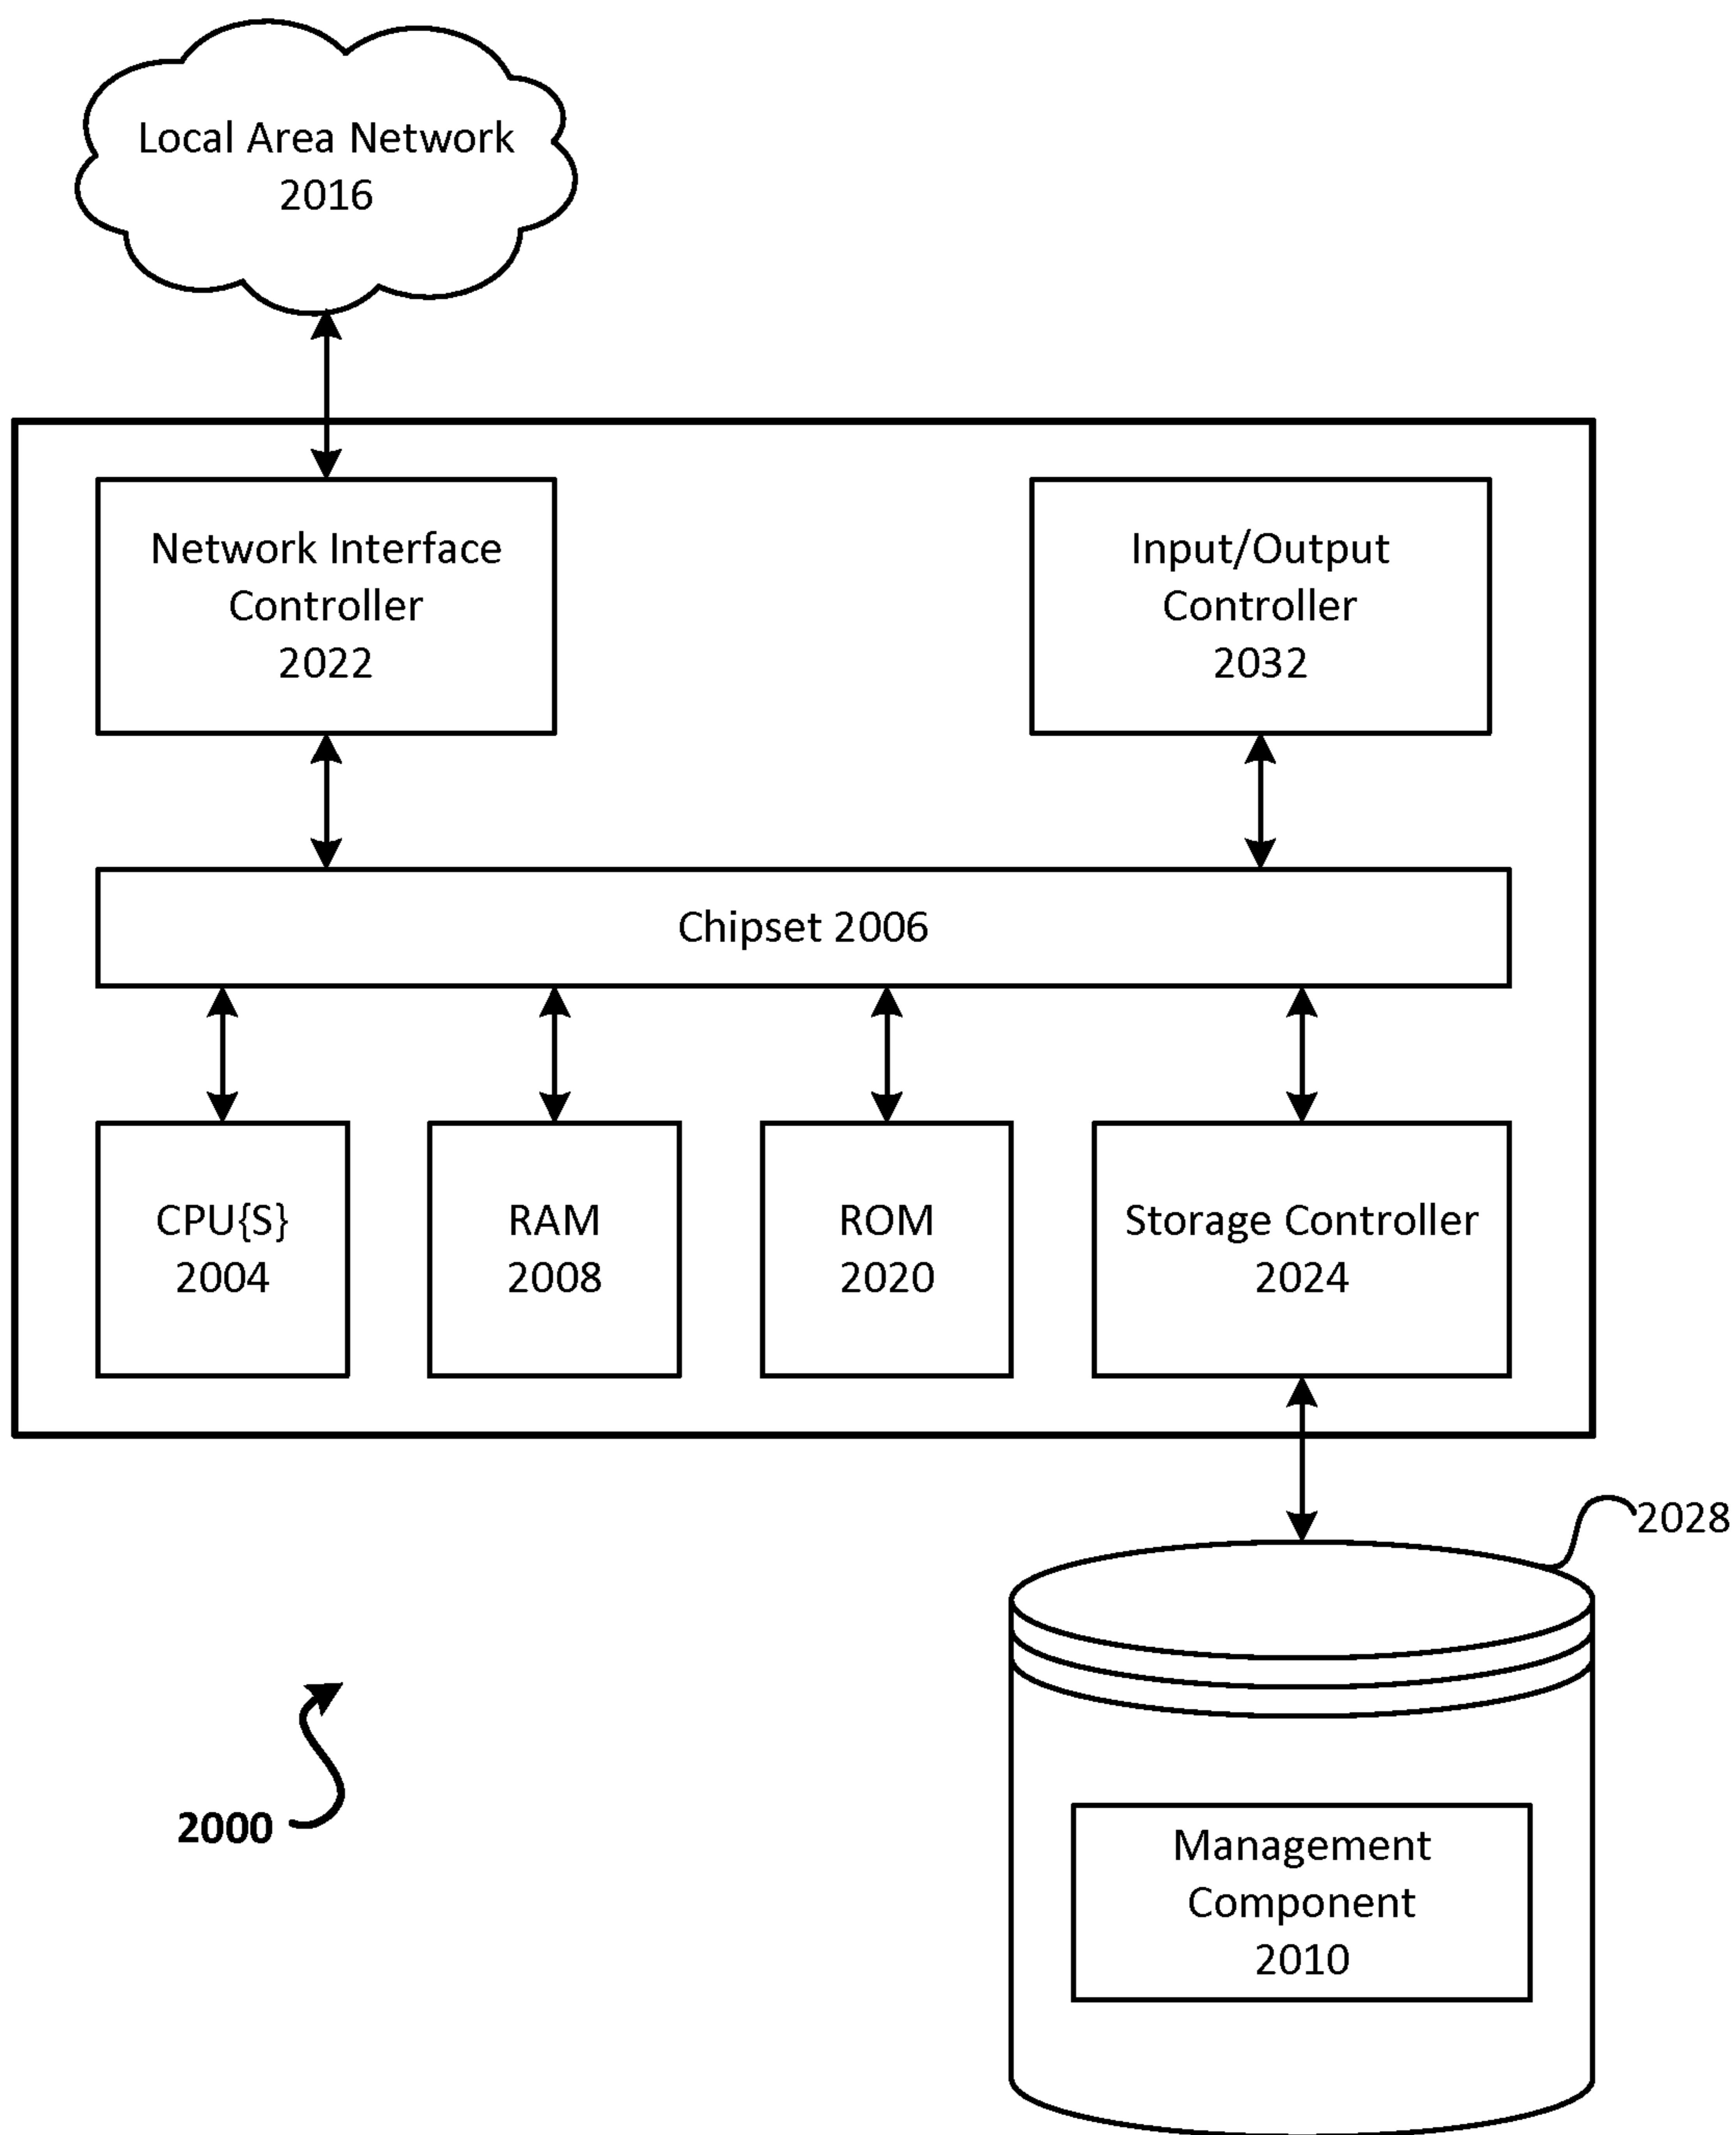 Local Area Network
2016
Network Interface
Controller
2022
Input/Output
Controller
2032
Chipset 2006
CPU{S}
2004
RAM
2008
ROM
2020
Storage Controller
2024
2028
2000
Management
Component
2010